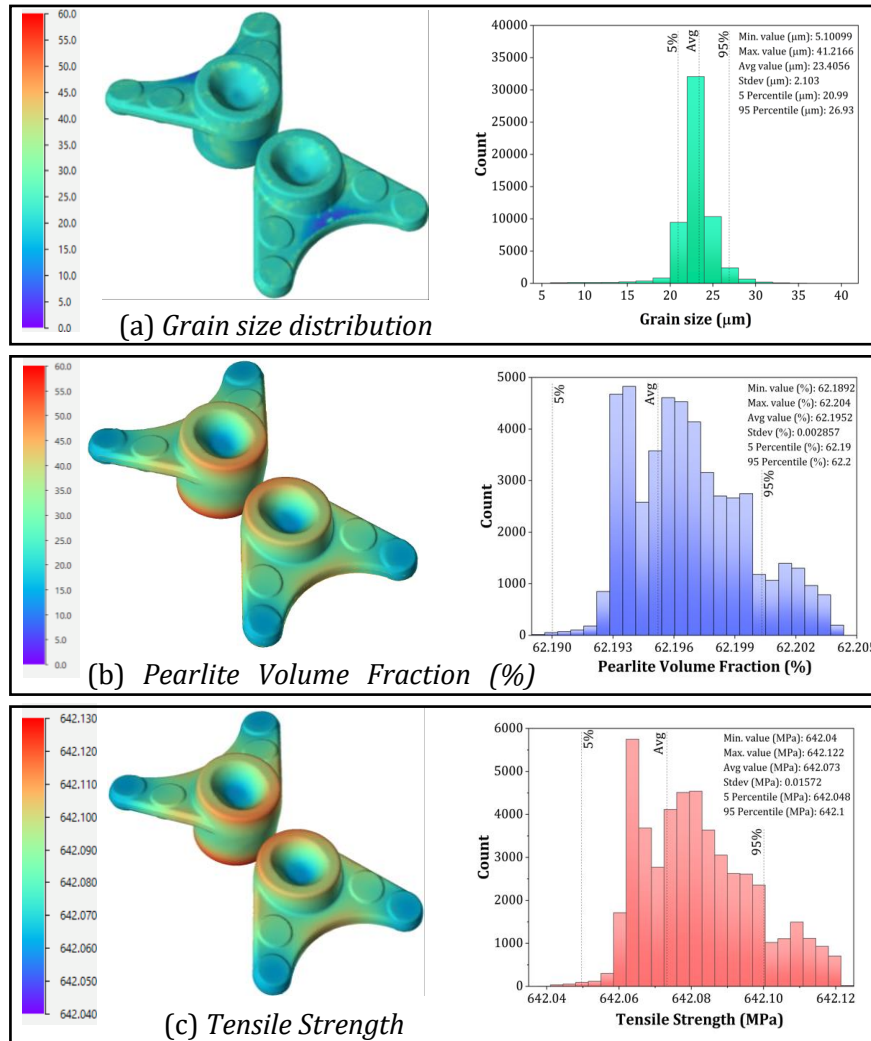 60.0
55.0
50.0
45.0
40.0
35.0
30.0
25.0
20.0
15.0
10.0
5.0
0.0
40000
35000
30000
25000
20000
15000
10000
5000
0
Count
5%
Avg
95%
Min. value (μm): 5.10099
Max. value (μm): 41.2166
Avg value (μm): 23.4056
Stdev (μm): 2.103
5 Percentile (μm): 20.99
95 Percentile (μm): 26.93
5 10 15 20 25 30 35 40
Grain size (μm)
(a) Grain size distribution
60.0
55.0
50.0
45.0
40.0
35.0
30.0
25.0
20.0
15.0
10.0
5.0
0.0
5000
4000
3000
2000
1000
0
Count
5%
Avg
95%
Min. value (%): 62.1892
Max. value (%): 62.204
Avg value (%): 62.1952
Stdev (%): 0.002857
5 Percentile (%): 62.19
95 Percentile (%): 62.2
62.190 62.193 62.196 62.199 62.202 62.205
Pearlite Volume Fraction (%)
(b) Pearlite Volume Fraction (%)
642.130
642.120
642.110
642.100
642.090
642.080
642.070
642.060
642.050
642.040
6000
5000
4000
3000
2000
1000
0
Count
5%
Avg
95%
Min. value (MPa): 642.04
Max. value (MPa): 642.122
Avg value (MPa): 642.073
Stdev (MPa): 0.01572
5 Percentile (MPa): 642.048
95 Percentile (MPa): 642.1
642.04 642.06 642.08 642.10 642.12
Tensile Strength (MPa)
(c) Tensile Strength